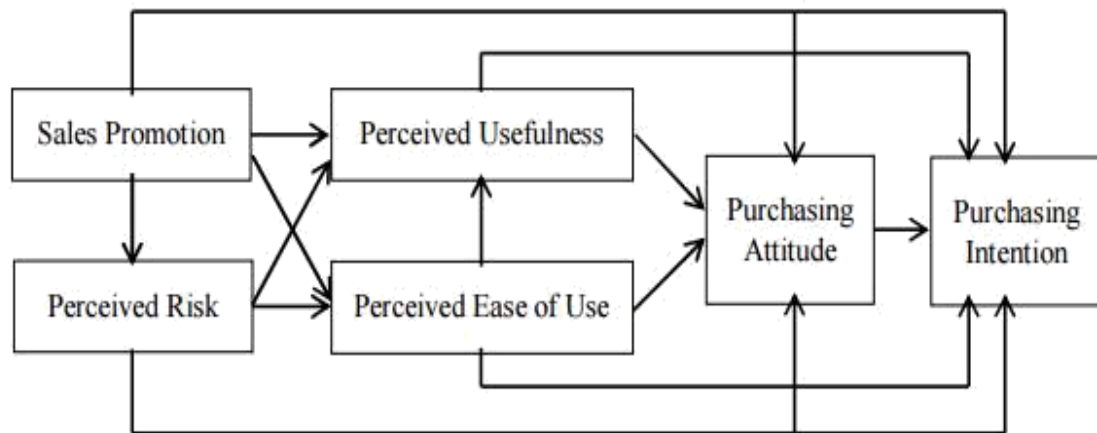 Sales Promotion
Perceived Usefulness
Purchasing
Attitude
Purchasing
Intention
Perceived Risk
Perceived Ease of Use